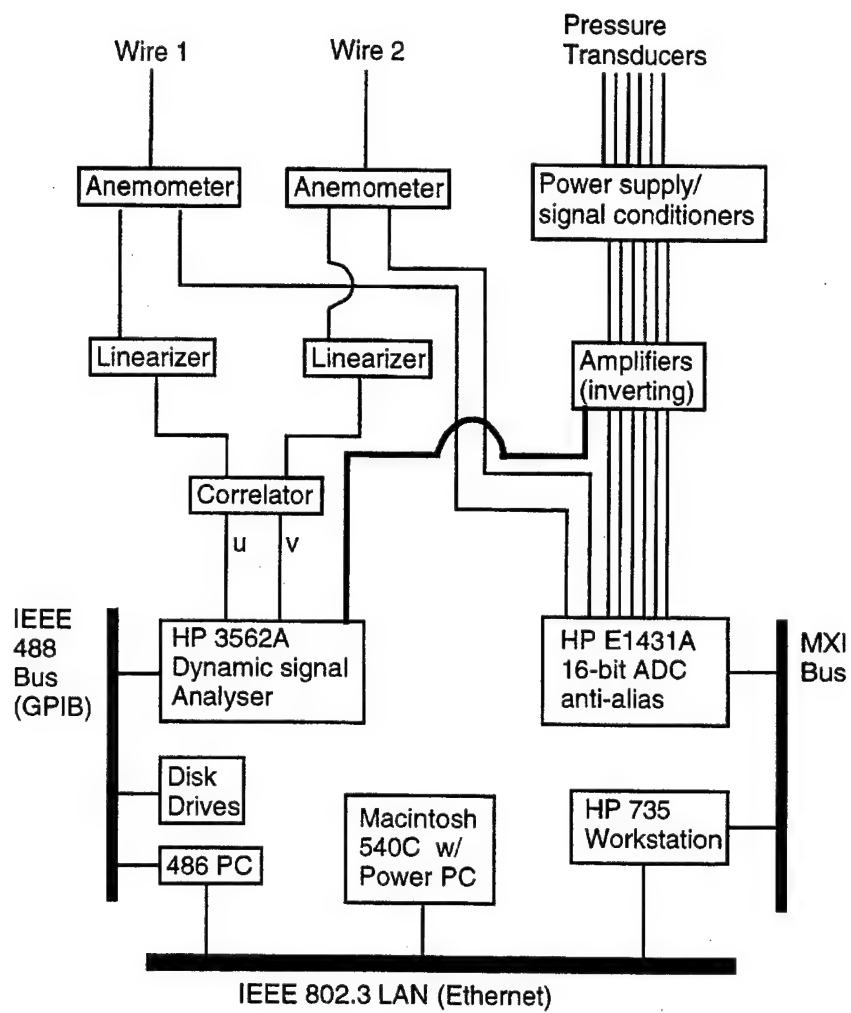 Wire 1
Wire 2
Pressure
Transducers
Anemometer
Anemometer
Power supply/
signal conditioners
Linearizer
Linearizer
Amplifiers
(inverting)
Correlator
u
v
IEEE
488
Bus
(GPIB)
HP 3562A
Dynamic signal
Analyser
HP E1431A
16-bit ADC
anti-alias
MXI
Bus
Disk
Drives
486 PC
Macintosh
540C w/
Power PC
HP 735
Workstation
IEEE 802.3 LAN (Ethernet)